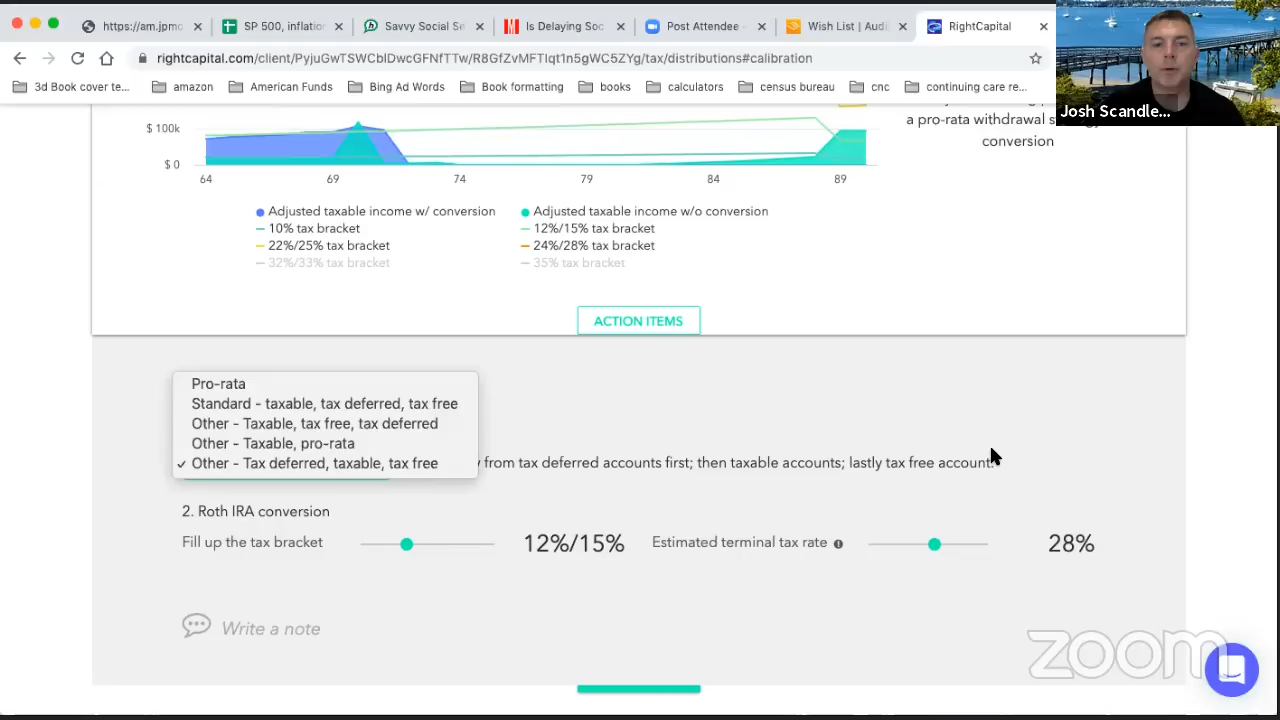 https://am.jpmo
SP 500, inflation
Savvy Social Se
Is Delaying Soc
Post Attendee -
Wish List | Audi
RightCapital
rightcapital.com/client/PyjuGwTSWCbIDwcGFNfTTw/R8GfZvMFTIqt1n5gWC5ZYg/tax/distributions#calibration
3d Book cover te...
amazon
American Funds
Bing Ad Words
Book formatting
books
calculators
census bureau
cnc
continuing care re...
Josh Scandle...
a pro-rata withdrawal
conversion
$ 100k
$ 0
64
69
74
79
84
89
Adjusted taxable income w/ conversion
Adjusted taxable income w/o conversion
10% tax bracket
12%/15% tax bracket
22%/25% tax bracket
24%/28% tax bracket
32%/33% tax bracket
35% tax bracket
ACTION ITEMS
Pro-rata
Standard - taxable, tax deferred, tax free
Other - Taxable, tax free, tax deferred
Other - Taxable, pro-rata
✓ Other - Tax deferred, taxable, tax free
y from tax deferred accounts first; then taxable accounts; lastly tax free account.
2. Roth IRA conversion
Fill up the tax bracket
12%/15%
Estimated terminal tax rate
28%
Write a note
zoom